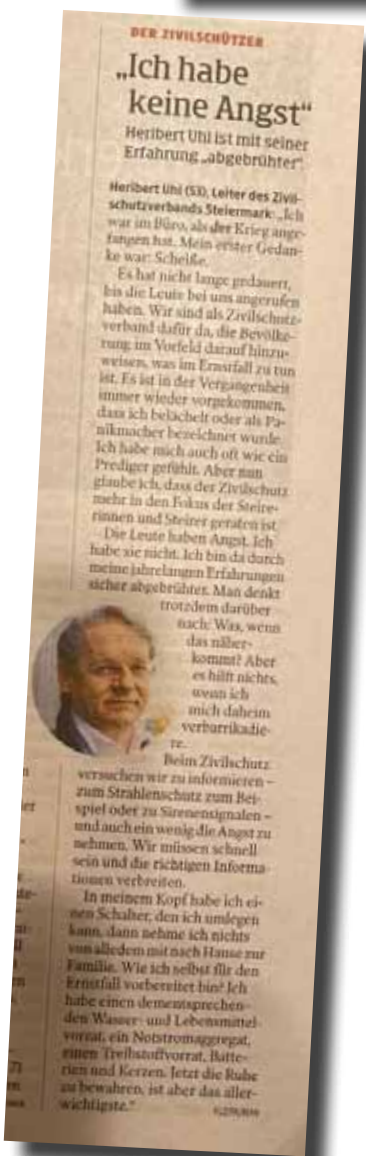 DER ZIVILSCHÜTZER
„Ich habe
keine Angst“
Heribert Uhl ist mit seiner
Erfahrung „abgebrühter“.
Heribert Uhl (53), Leiter des Zivil-
schutzverbands Steiermark: „Ich
war im Büro, als der Krieg ange-
fangen hat. Mein erster Gedan-
ke war: Scheiße.
Es hat nicht lange gedauert,
bis die Leute bei uns angerufen
haben. Wir sind als Zivilschutz-
verband dafür da, die Bevölke-
rung im Vorfeld darauf hinzu-
weisen, was im Ernstfall zu tun
ist. Es ist in der Vergangenheit
immer wieder vorgekommen,
dass ich belächelt oder als Pa-
nikmacher bezeichnet wurde.
Ich habe mich auch oft wie ein
Prediger gefühlt. Aber nun
glaube ich, dass der Zivilschutz
mehr in den Fokus der Steire-
rinnen und Steirer geraten ist.
Die Leute haben Angst. Ich
habe sie nicht. Ich bin da durch
meine jahrelangen Erfahrungen
sicher abgebrühter. Man denkt
trotzdem darüber
nach: Was, wenn
das näher-
kommt? Aber
es hilft nichts,
wenn ich
mich daheim
verbarrikadie-
re.
Beim Zivilschutz
versuchen wir zu informieren –
zum Strahlenschutz zum Bei-
spiel oder zu Sirenensignalen –
und auch ein wenig die Angst zu
nehmen. Wir müssen schnell
sein und die richtigen Informa-
tionen verbreiten.
In meinem Kopf habe ich ei-
nen Schalter, den ich umlegen
kann, dann nehme ich nichts
von alledem mit nach Hause zur
Familie. Wie ich selbst für den
Ernstfall vorbereitet bin? Ich
habe einen dementsprechen-
den Wasser- und Lebensmittel-
vorrat, ein Notstromaggregat,
einen Treibstoffvorrat, Batte-
rien und Kerzen. Jetzt die Ruhe
zu bewahren, ist aber das aller-
wichtigste.“